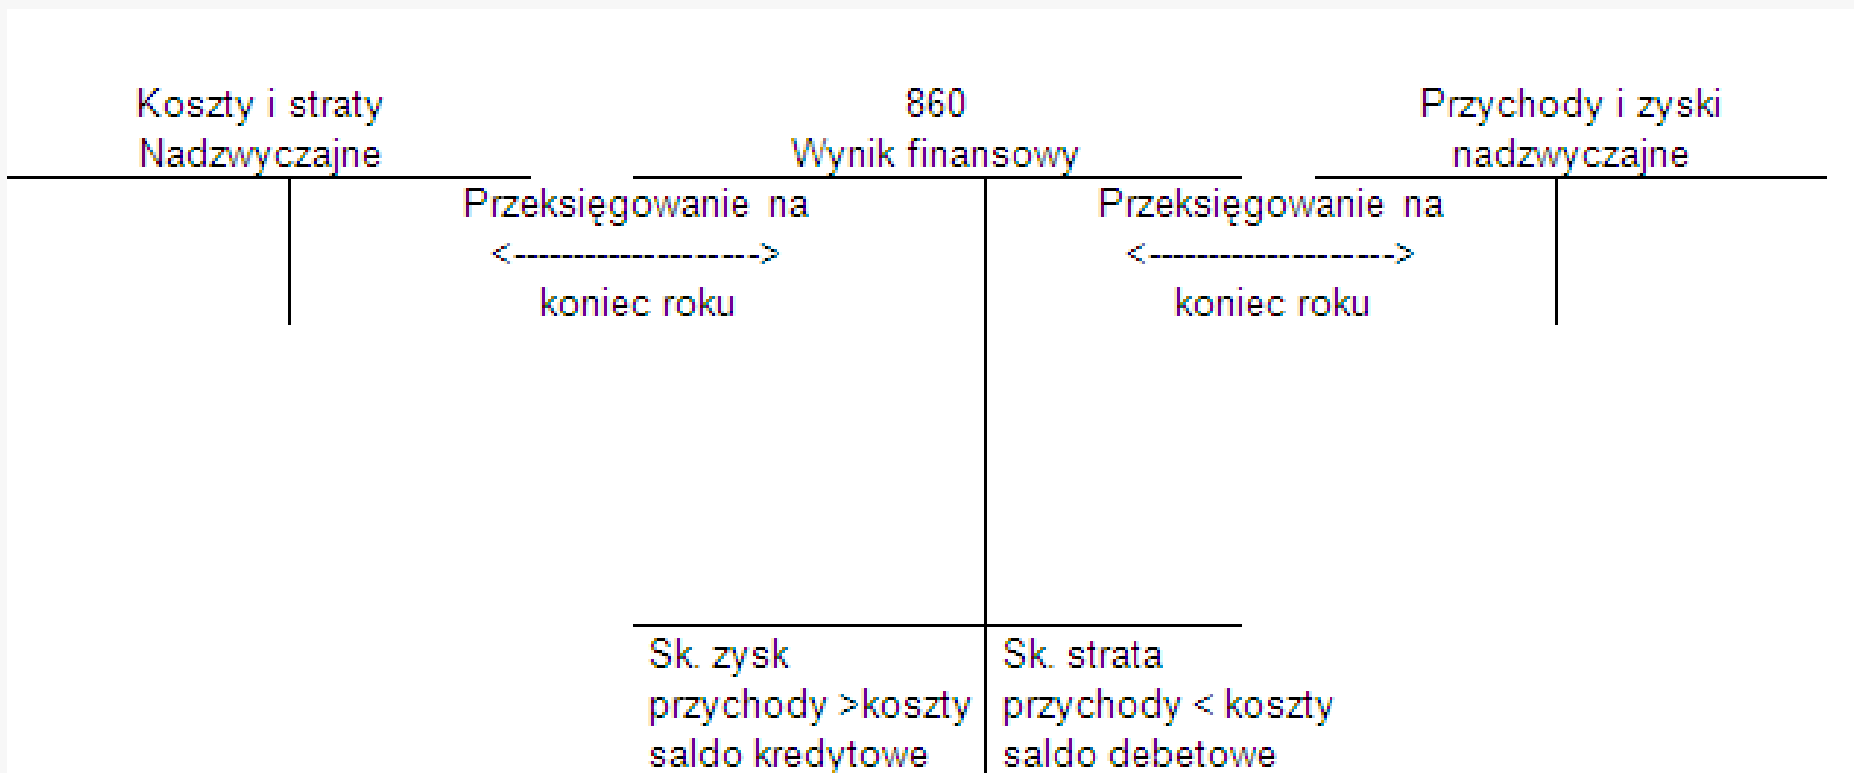 Koszty i straty
Nadzwyczajne
860
Wynik finansowy
Przychody i zyski
nadzwyczajne
Przeksięgowanie na
<-------------------->
koniec roku
Przeksięgowanie na
<-------------------->
koniec roku
Sk. zysk
przychody >koszty
saldo kredytowe
Sk. strata
przychody < koszty
saldo debetowe